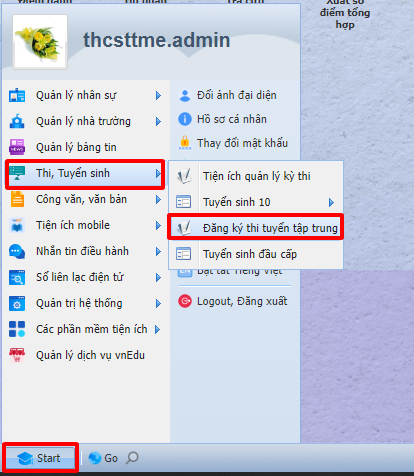 Xuất sổ
điểm tổng
hợp
thcsttme.admin
Quản lý nhân sự
Quản lý nhà trường
Quản lý bảng tin
Thi, Tuyển sinh
Công văn, văn bản
Tiện ích mobile
Nhắn tin điều hành
Sổ liên lạc điện tử
Quản trị hệ thống
Các phần mềm tiện ích
Quản lý dịch vụ vnEdu
Đổi ảnh đại diện
Hồ sơ cá nhân
Thay đổi mật khẩu
Tiện ích quản lý kỳ thi
Tuyển sinh 10
Đăng ký thi tuyển tập trung
Tuyển sinh đầu cấp
Bật tắt Tiếng Việt
Logout, Đăng xuất
Start
Go